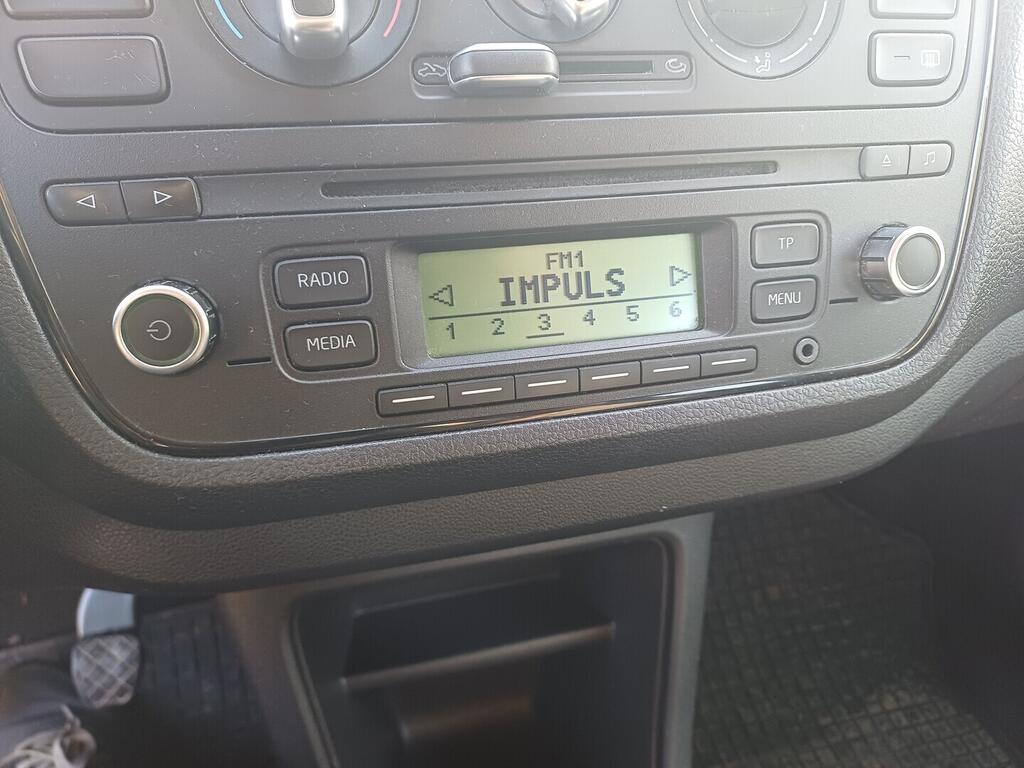 RADIO
MEDIA
FM1
IMPULS
1 2 3 4 5 6
TP
MENU